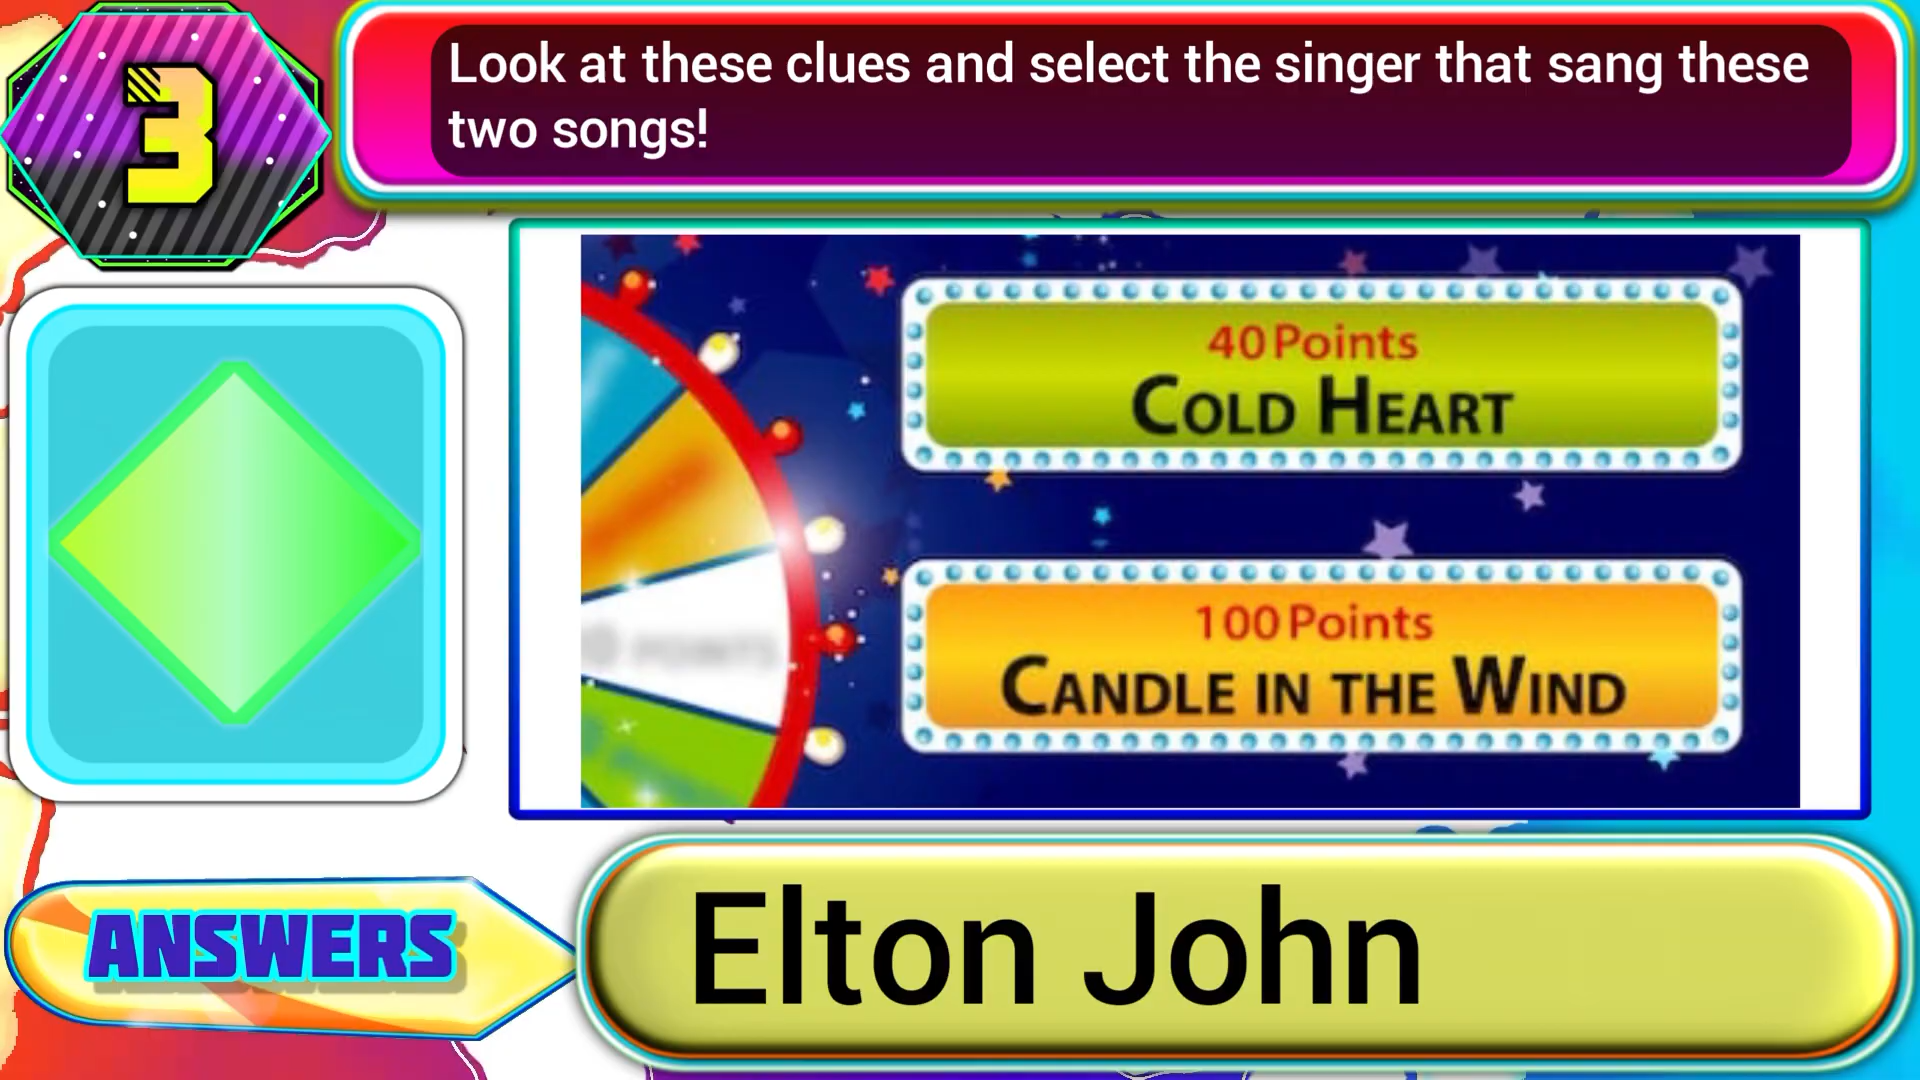 3
Look at these clues and select the singer that sang these
two songs!
40 Points
COLD HEART
POINTS
100 Points
CANDLE IN THE WIND
ANSWERS
Elton John